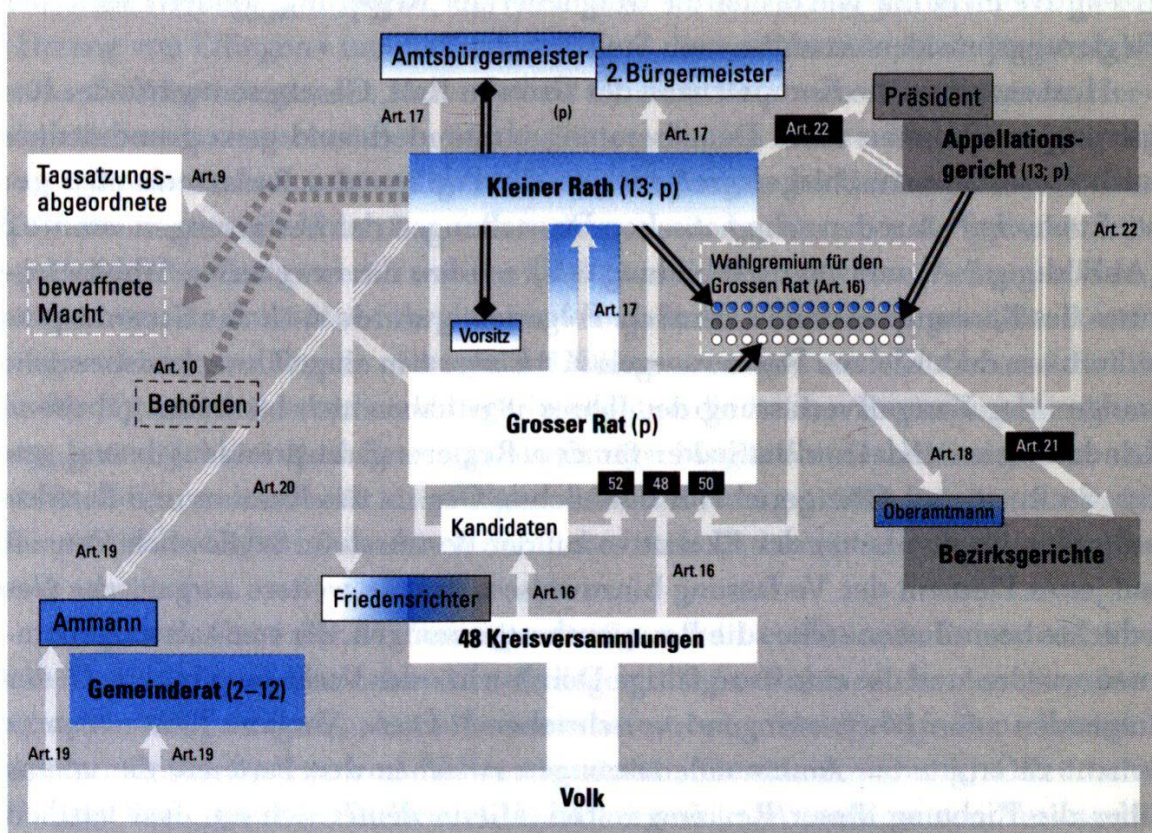 Amtsbürgermeister
2. Bürgermeister
Präsident
Art. 17
(p)
Art. 17
Art. 22
Appellations-
gericht (13; p)
Tagsatzungs-
abgeordnete
Art. 9
Kleiner Rath (13; p)
Art. 22
bewaffnete
Macht
Wahlgremium für den
Grossen Rat (Art. 16)
Art. 17
Vorsitz
Art. 10
Behörden
Grosser Rat (p)
Art. 21
Art. 18
Art. 20
52
48
50
Oberamtmann
Kandidaten
Bezirksgerichte
Art. 19
Art. 16
Friedensrichter
Art. 16
Ammann
48 Kreisversammlungen
Gemeinderat (2–12)
Art. 19
Art. 19
Volk